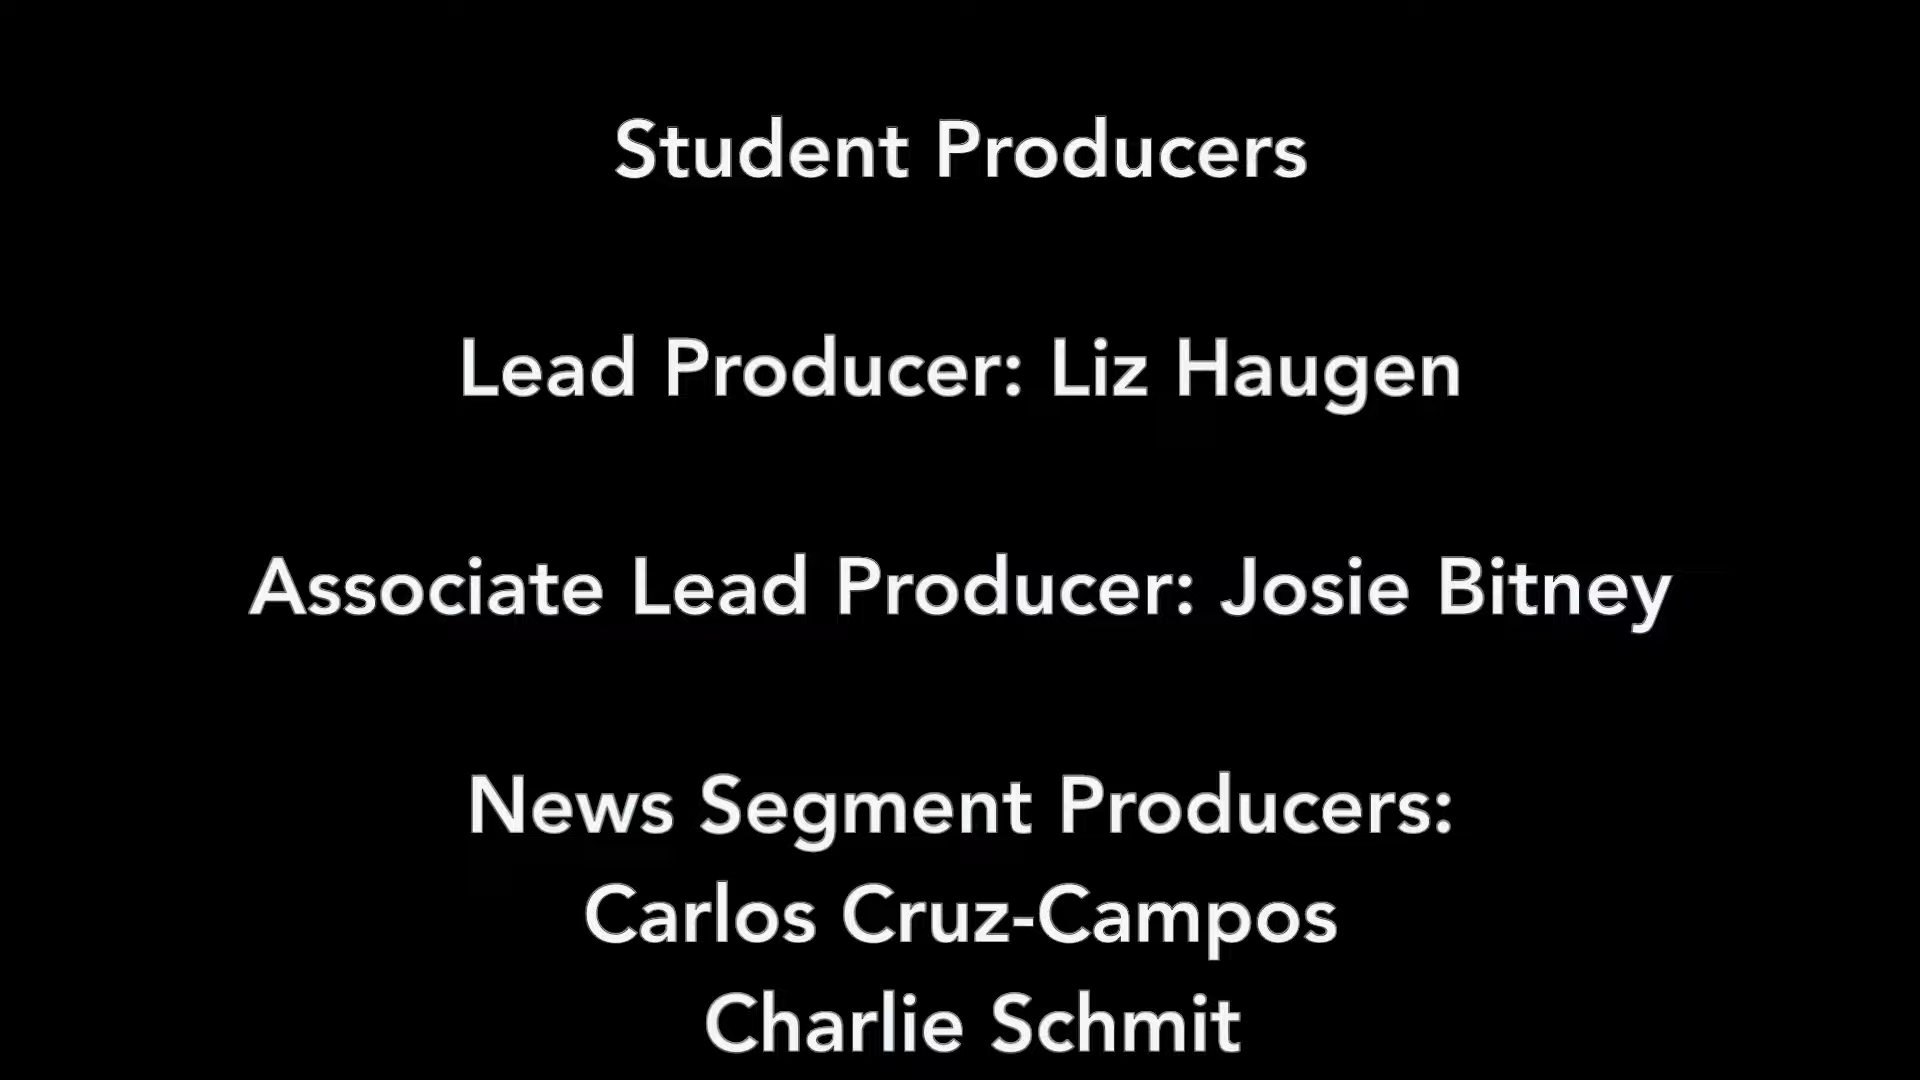 Student Producers
Lead Producer: Liz Haugen
Associate Lead Producer: Josie Bitney
News Segment Producers:
Carlos Cruz-Campos
Charlie Schmit